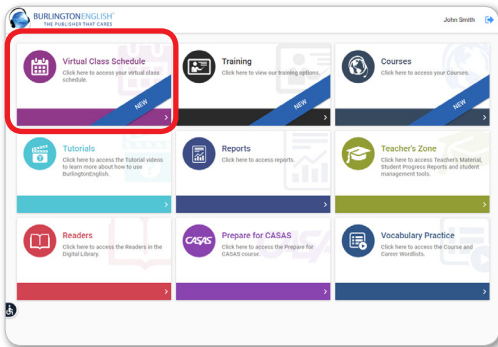 BURLINGTONENGLISH®
THE PUBLISHER THAT CARES
John Smith
Virtual Class Schedule
Click here to access your virtual class
schedule.
NEW
Training
Click here to view our training options.
NEW
Courses
Click here to access your Courses.
NEW
Tutorials
Click here to access the Tutorial videos
to learn more about how to use
BurlingtonEnglish.
Reports
Click here to access reports.
Teacher's Zone
Click here to access Teacher's Material,
Student Progress Reports and student
management tools.
Readers
Click here to access the Readers in the
Digital Library.
CASAS
Prepare for CASAS
Click here to access the Prepare for
CASAS course.
Vocabulary Practice
Click here to access the Course and
Career Wordlists.